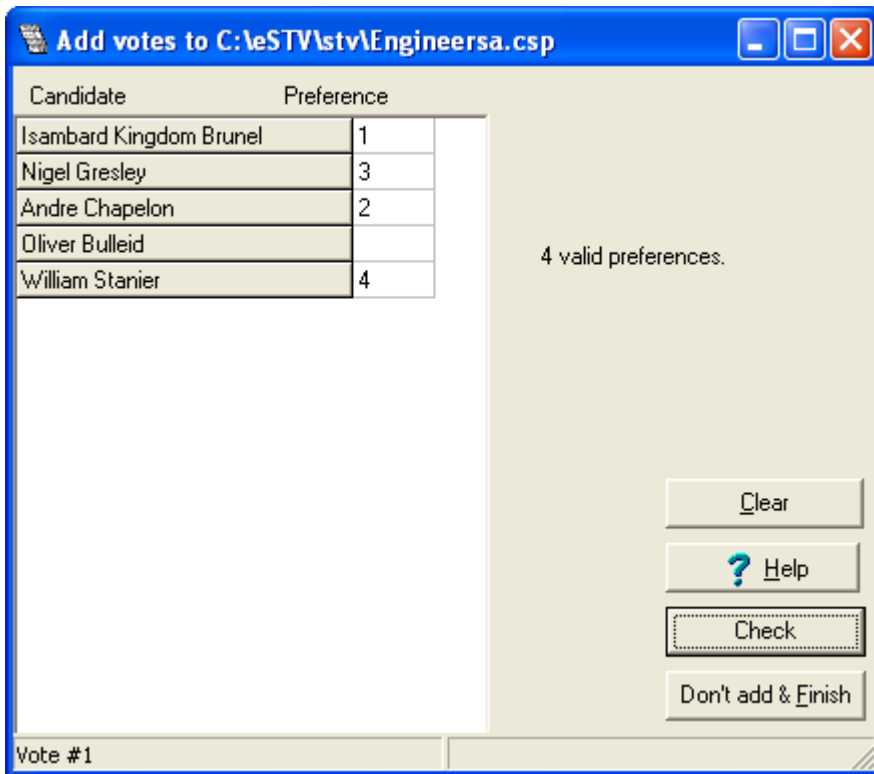 Add votes to C:\eSTV\stv\Engineersa.csp
Candidate Preference
Isambard Kingdom Brunel 1
Nigel Gresley 3
Andre Chapelon 2
Oliver Bulleid
William Stanier 4
4 valid preferences.
Clear
? Help
Check
Don't add & Finish
Vote #1